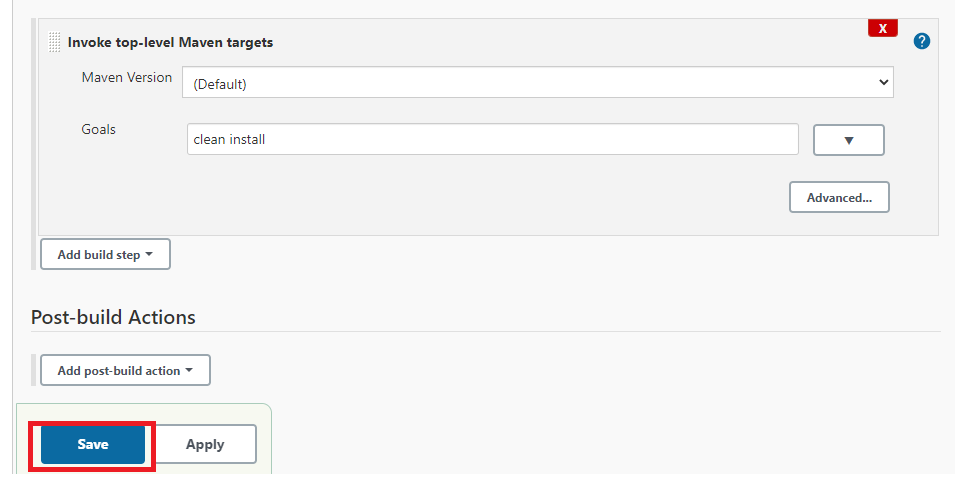 X
Invoke top-level Maven targets
?
Maven Version
(Default)
Goals
clean install
Advanced...
Add build step
Post-build Actions
Add post-build action
Save
Apply